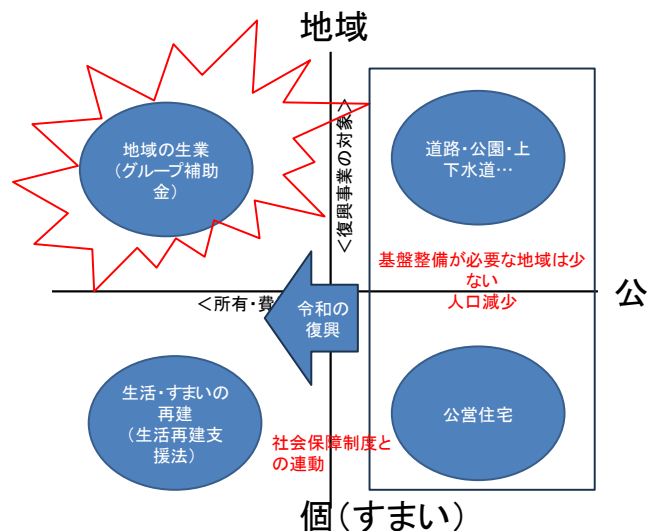 地域
地域の生業
(グループ補助
金)
<復興事業の対象>
道路・公園・上
下水道…
基盤整備が必要な地域は少
ない
人口減少
公
<所有・費
令和の
復興
生活・すまいの
再建
(生活再建支
援法)
社会保障制度と
の連動
公営住宅
個(すまい)